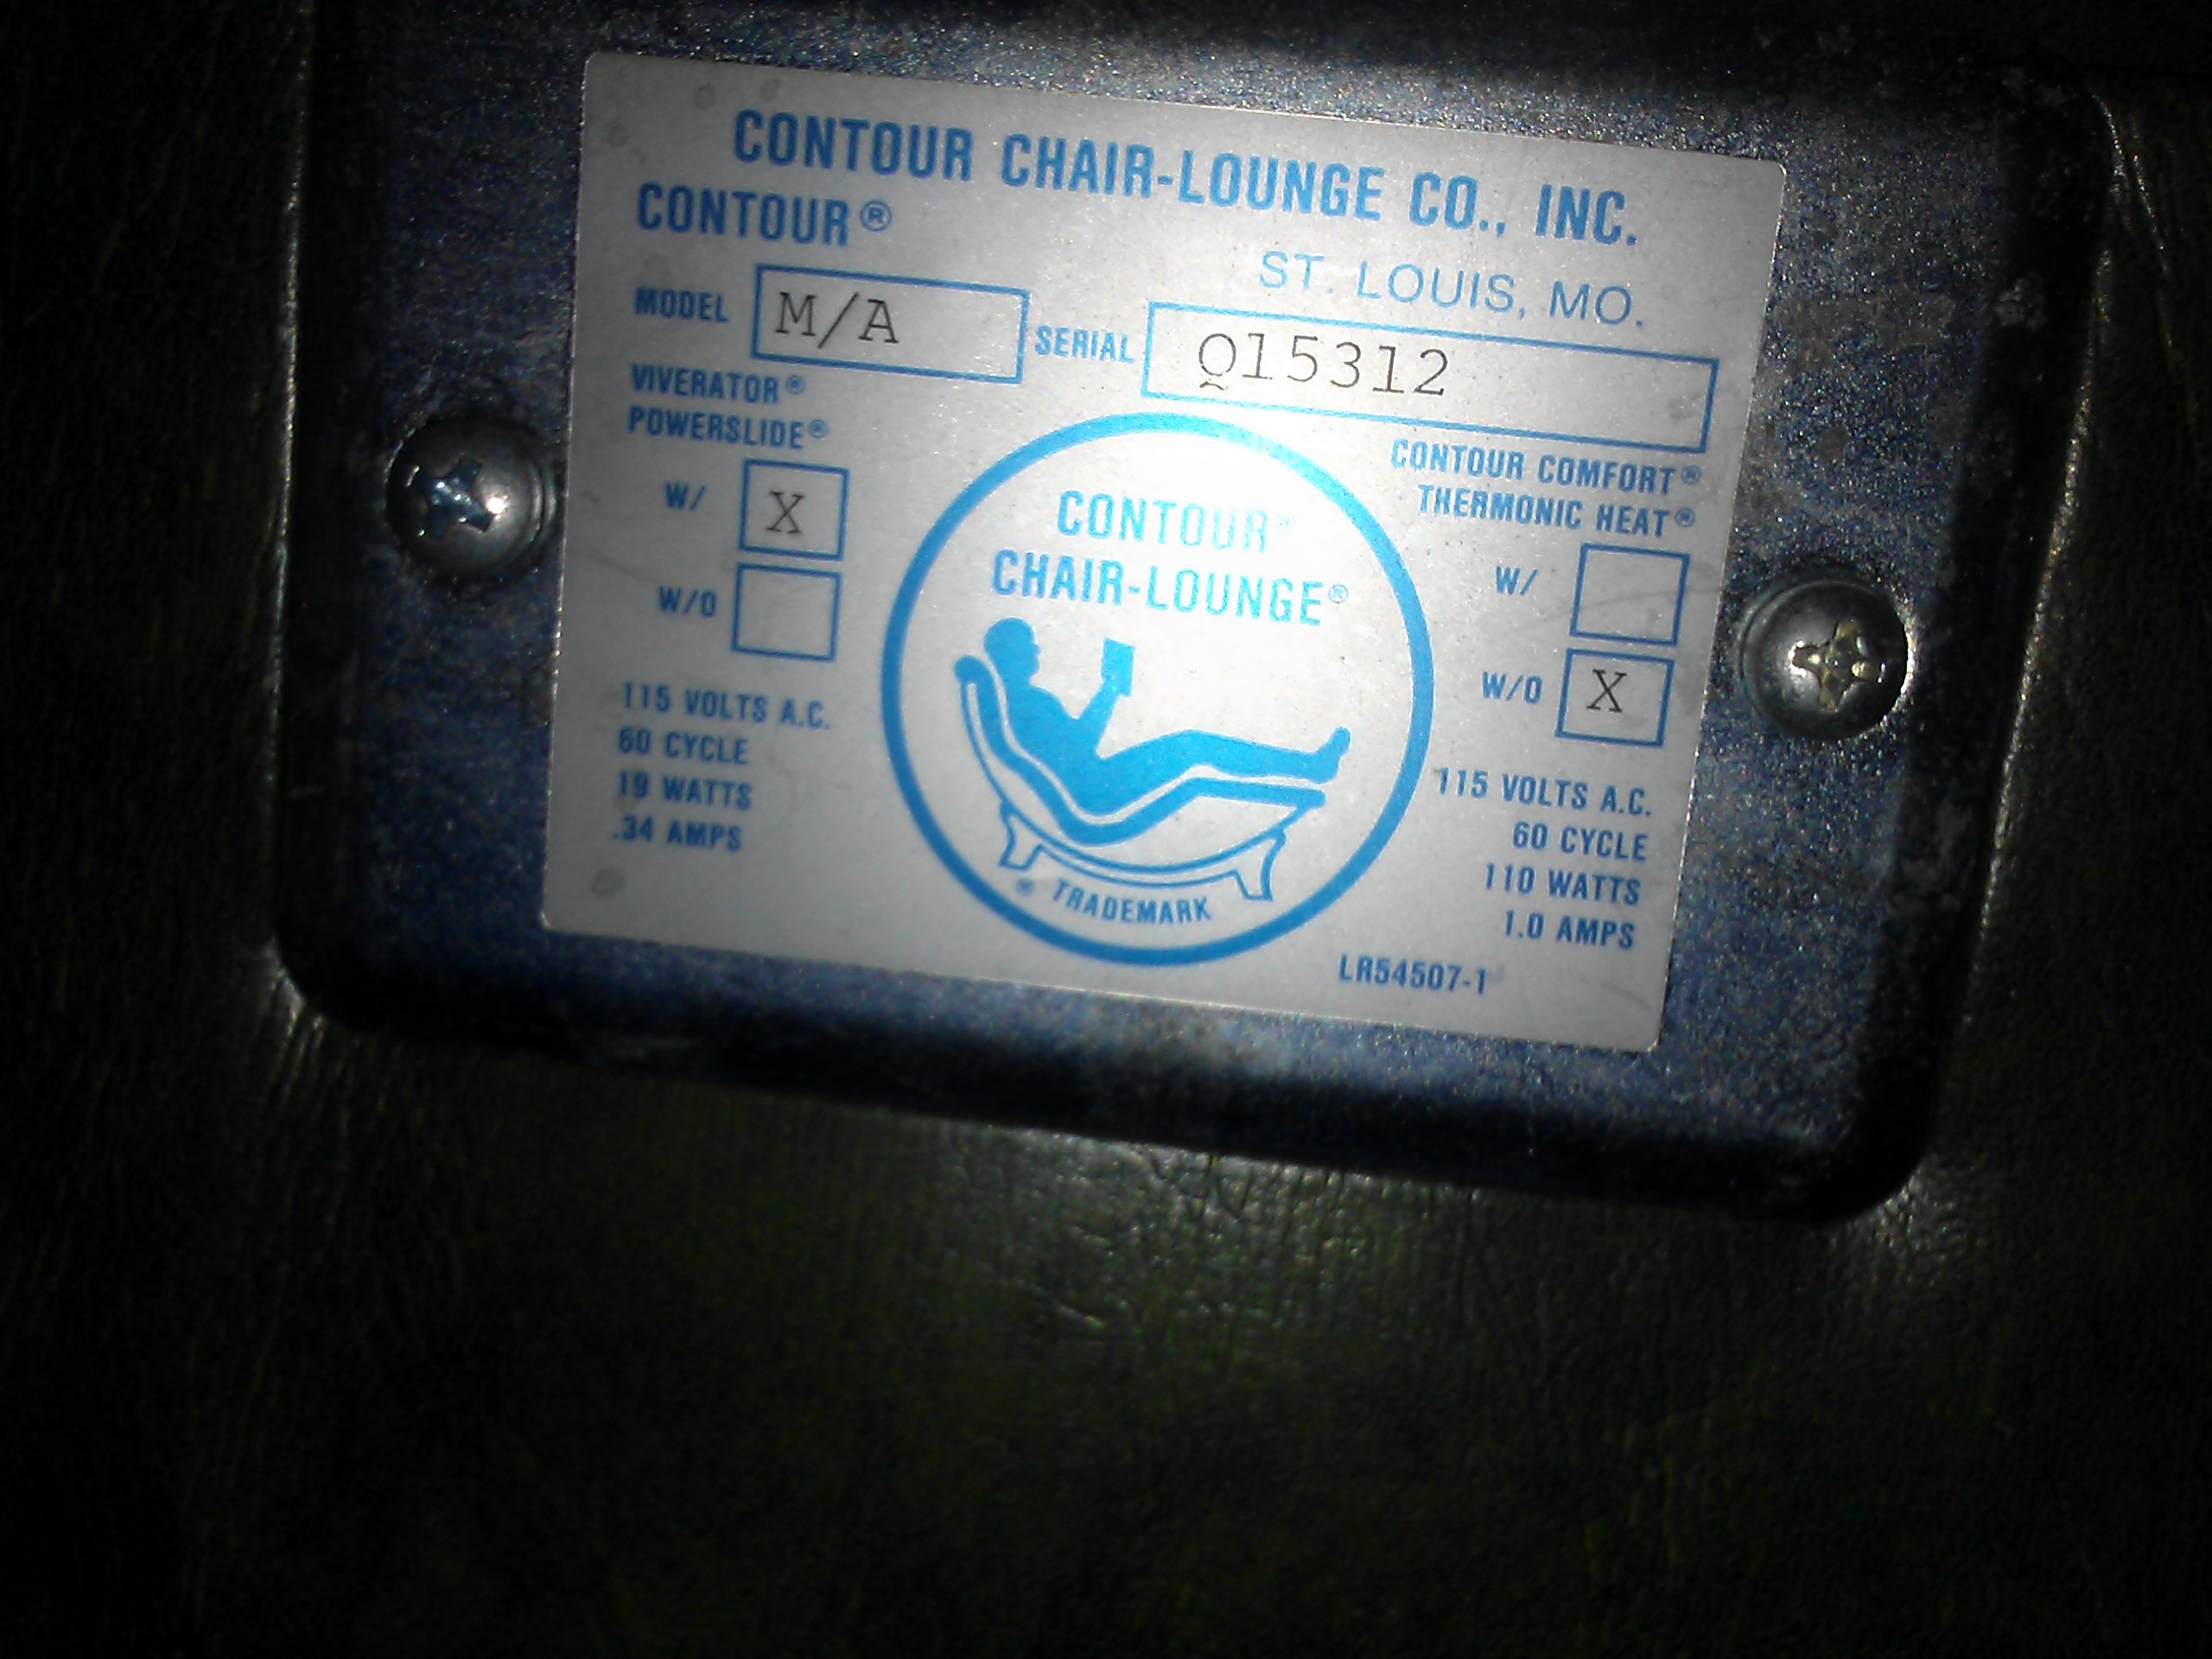 CONTOUR CHAIR-LOUNGE CO., INC.
CONTOUR®
ST. LOUIS, MO.
MODEL M/A SERIAL Q15312
VIVERATOR®
POWERSLIDE®
W/ X
W/O
115 VOLTS A.C.
60 CYCLE
19 WATTS
.34 AMPS
CONTOUR®
CHAIR-LOUNGE®
® TRADEMARK
CONTOUR COMFORT®
THERMONIC HEAT®
W/
W/O X
115 VOLTS A.C.
60 CYCLE
110 WATTS
1.0 AMPS
LR54507-1